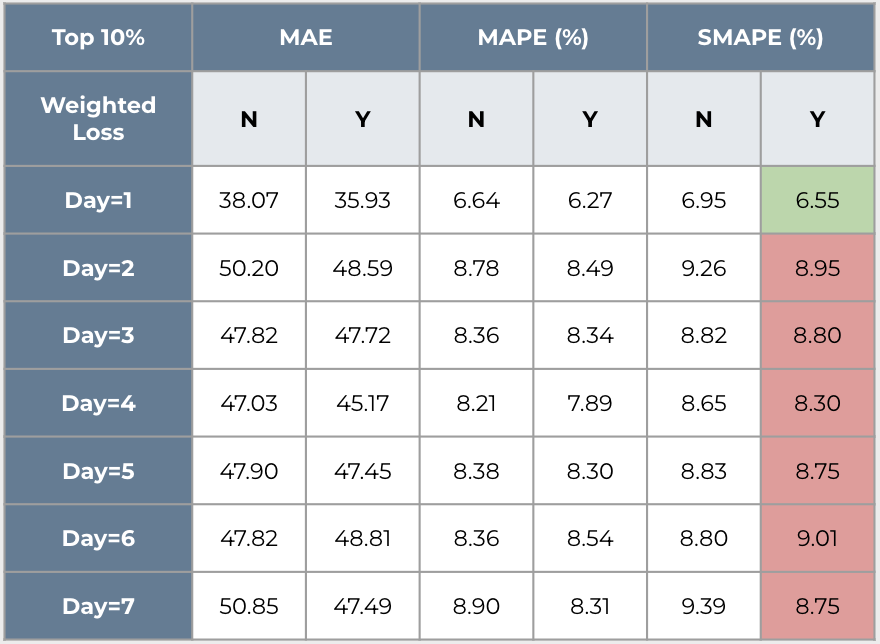 Top 10% MAE MAPE (%) SMAPE (%)
Weighted
Loss
N Y N Y N Y
Day=1 38.07 35.93 6.64 6.27 6.95 6.55
Day=2 50.20 48.59 8.78 8.49 9.26 8.95
Day=3 47.82 47.72 8.36 8.34 8.82 8.80
Day=4 47.03 45.17 8.21 7.89 8.65 8.30
Day=5 47.90 47.45 8.38 8.30 8.83 8.75
Day=6 47.82 48.81 8.36 8.54 8.80 9.01
Day=7 50.85 47.49 8.90 8.31 9.39 8.75